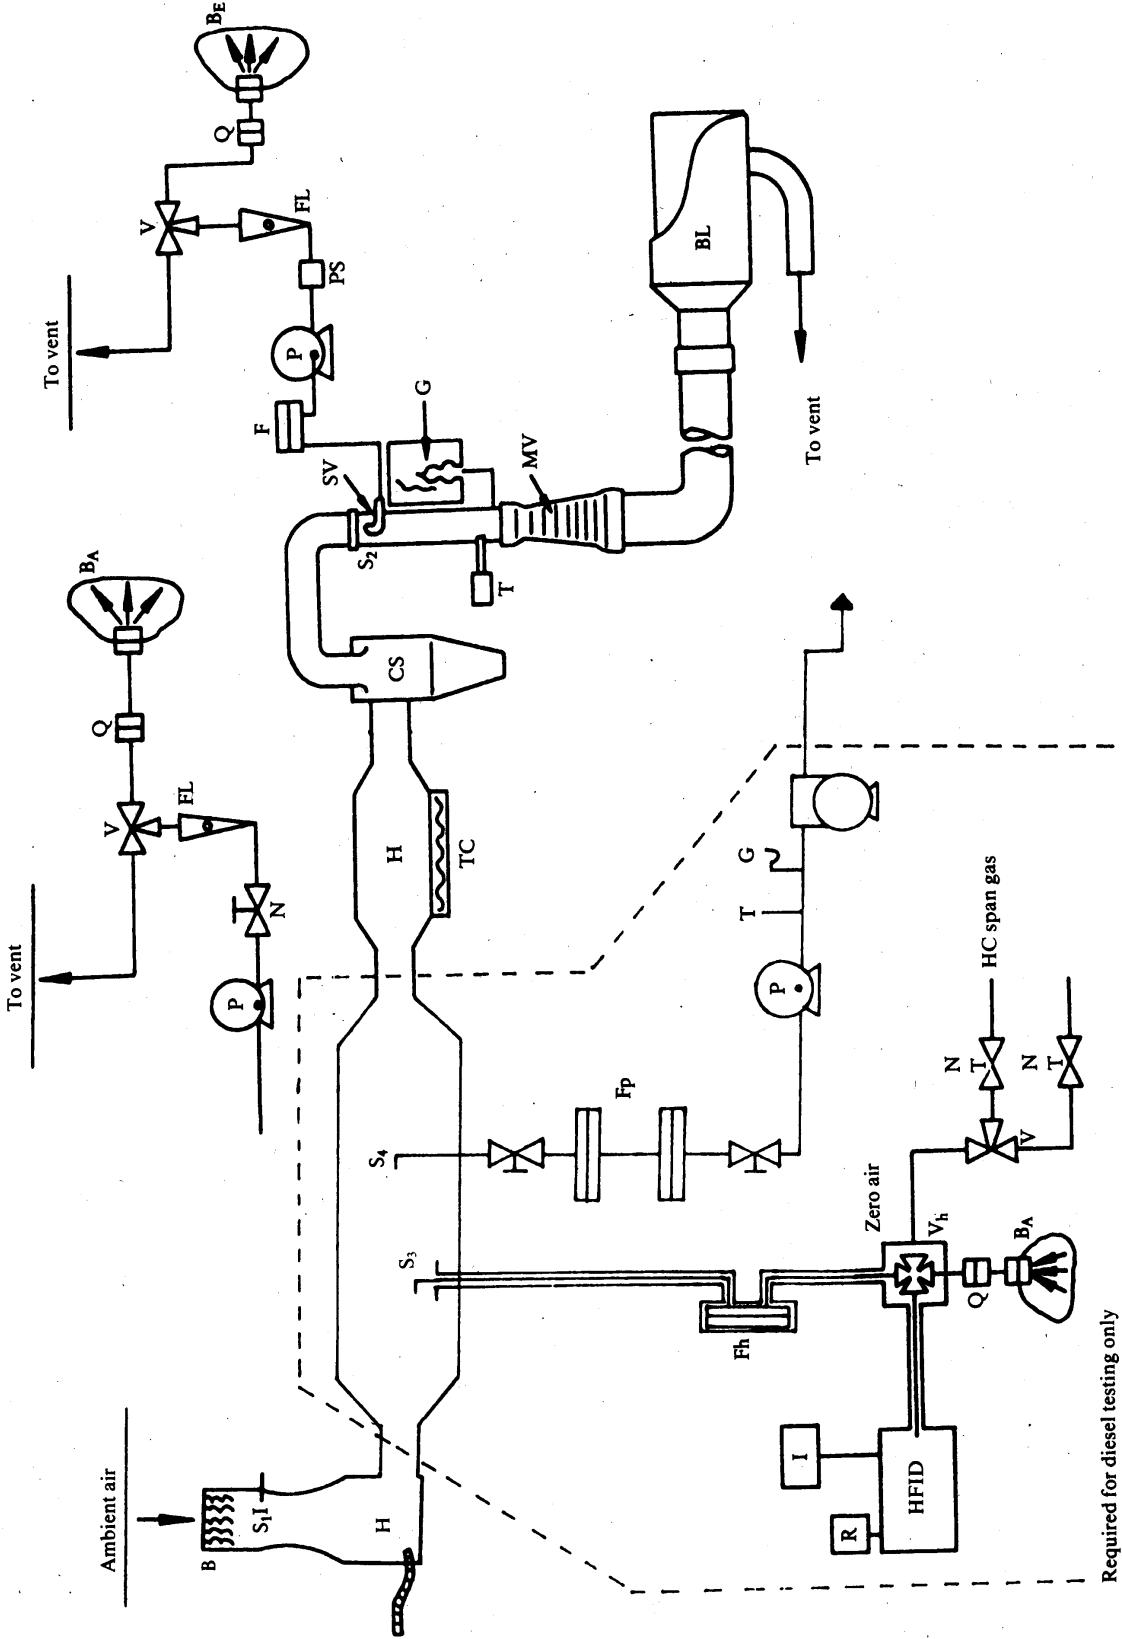 Ambient air
B
S₁I
H
To vent
P
N
FL
V
Q
BA
To vent
V
Q
BE
FL
PS
P
F
SV
G
S₂
T
MV
BL
To vent
CS
H
TC
S₄
S₃
Fp
P
T
G
Fh
Zero air
Vh
Q
BA
V
N
T
HC span gas
N
T
I
R
HFID
Required for diesel testing only